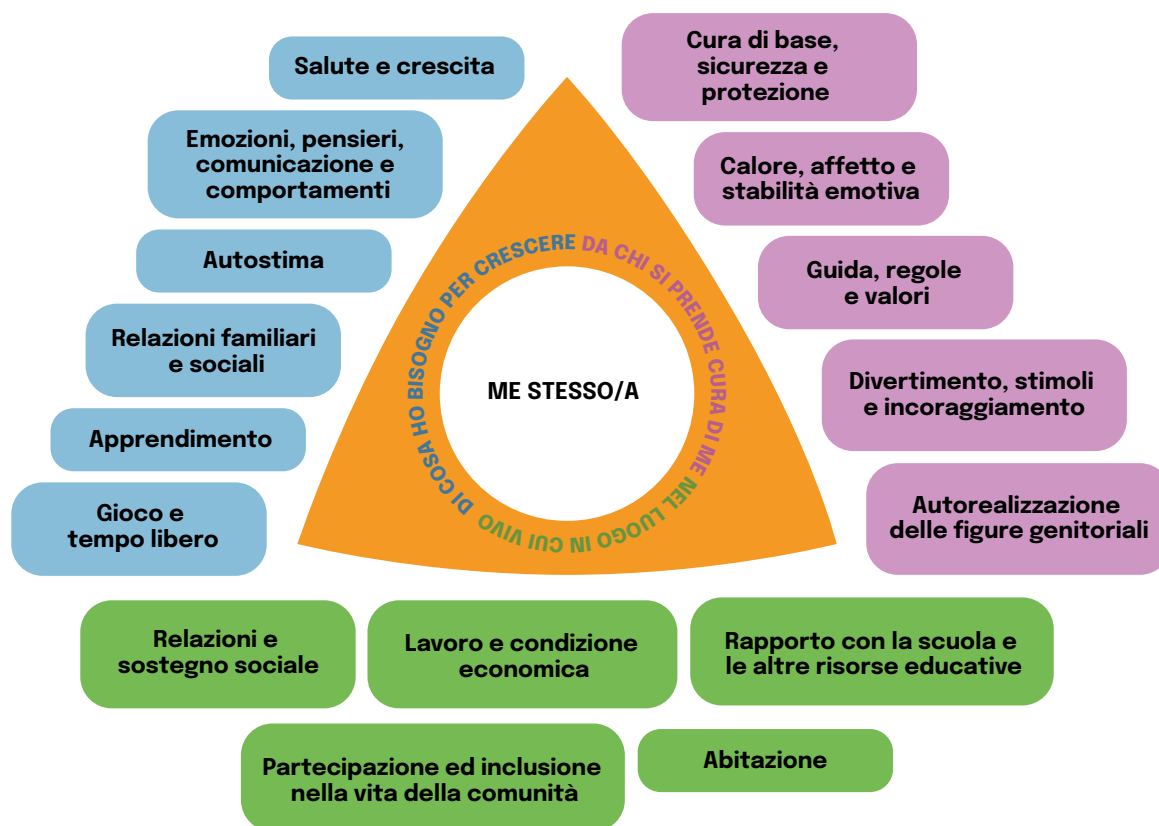 Salute e crescita
Emozioni, pensieri,
comunicazione e
comportamenti
Autostima
Relazioni familiari
e sociali
Apprendimento
Gioco e
tempo libero
Cura di base,
sicurezza e
protezione
Calore, affetto e
stabilità emotiva
Guida, regole
e valori
Divertimento, stimoli
e incoraggiamento
Autorealizzazione
delle figure genitoriali
DI COSA HO BISOGNO PER CRESCERE
DA CHI SI PRENDE CURA DI ME
NEL LUOGO IN CUI VIVO
ME STESSO/A
Relazioni e
sostegno sociale
Lavoro e condizione
economica
Rapporto con la scuola e
le altre risorse educative
Partecipazione ed inclusione
nella vita della comunità
Abitazione